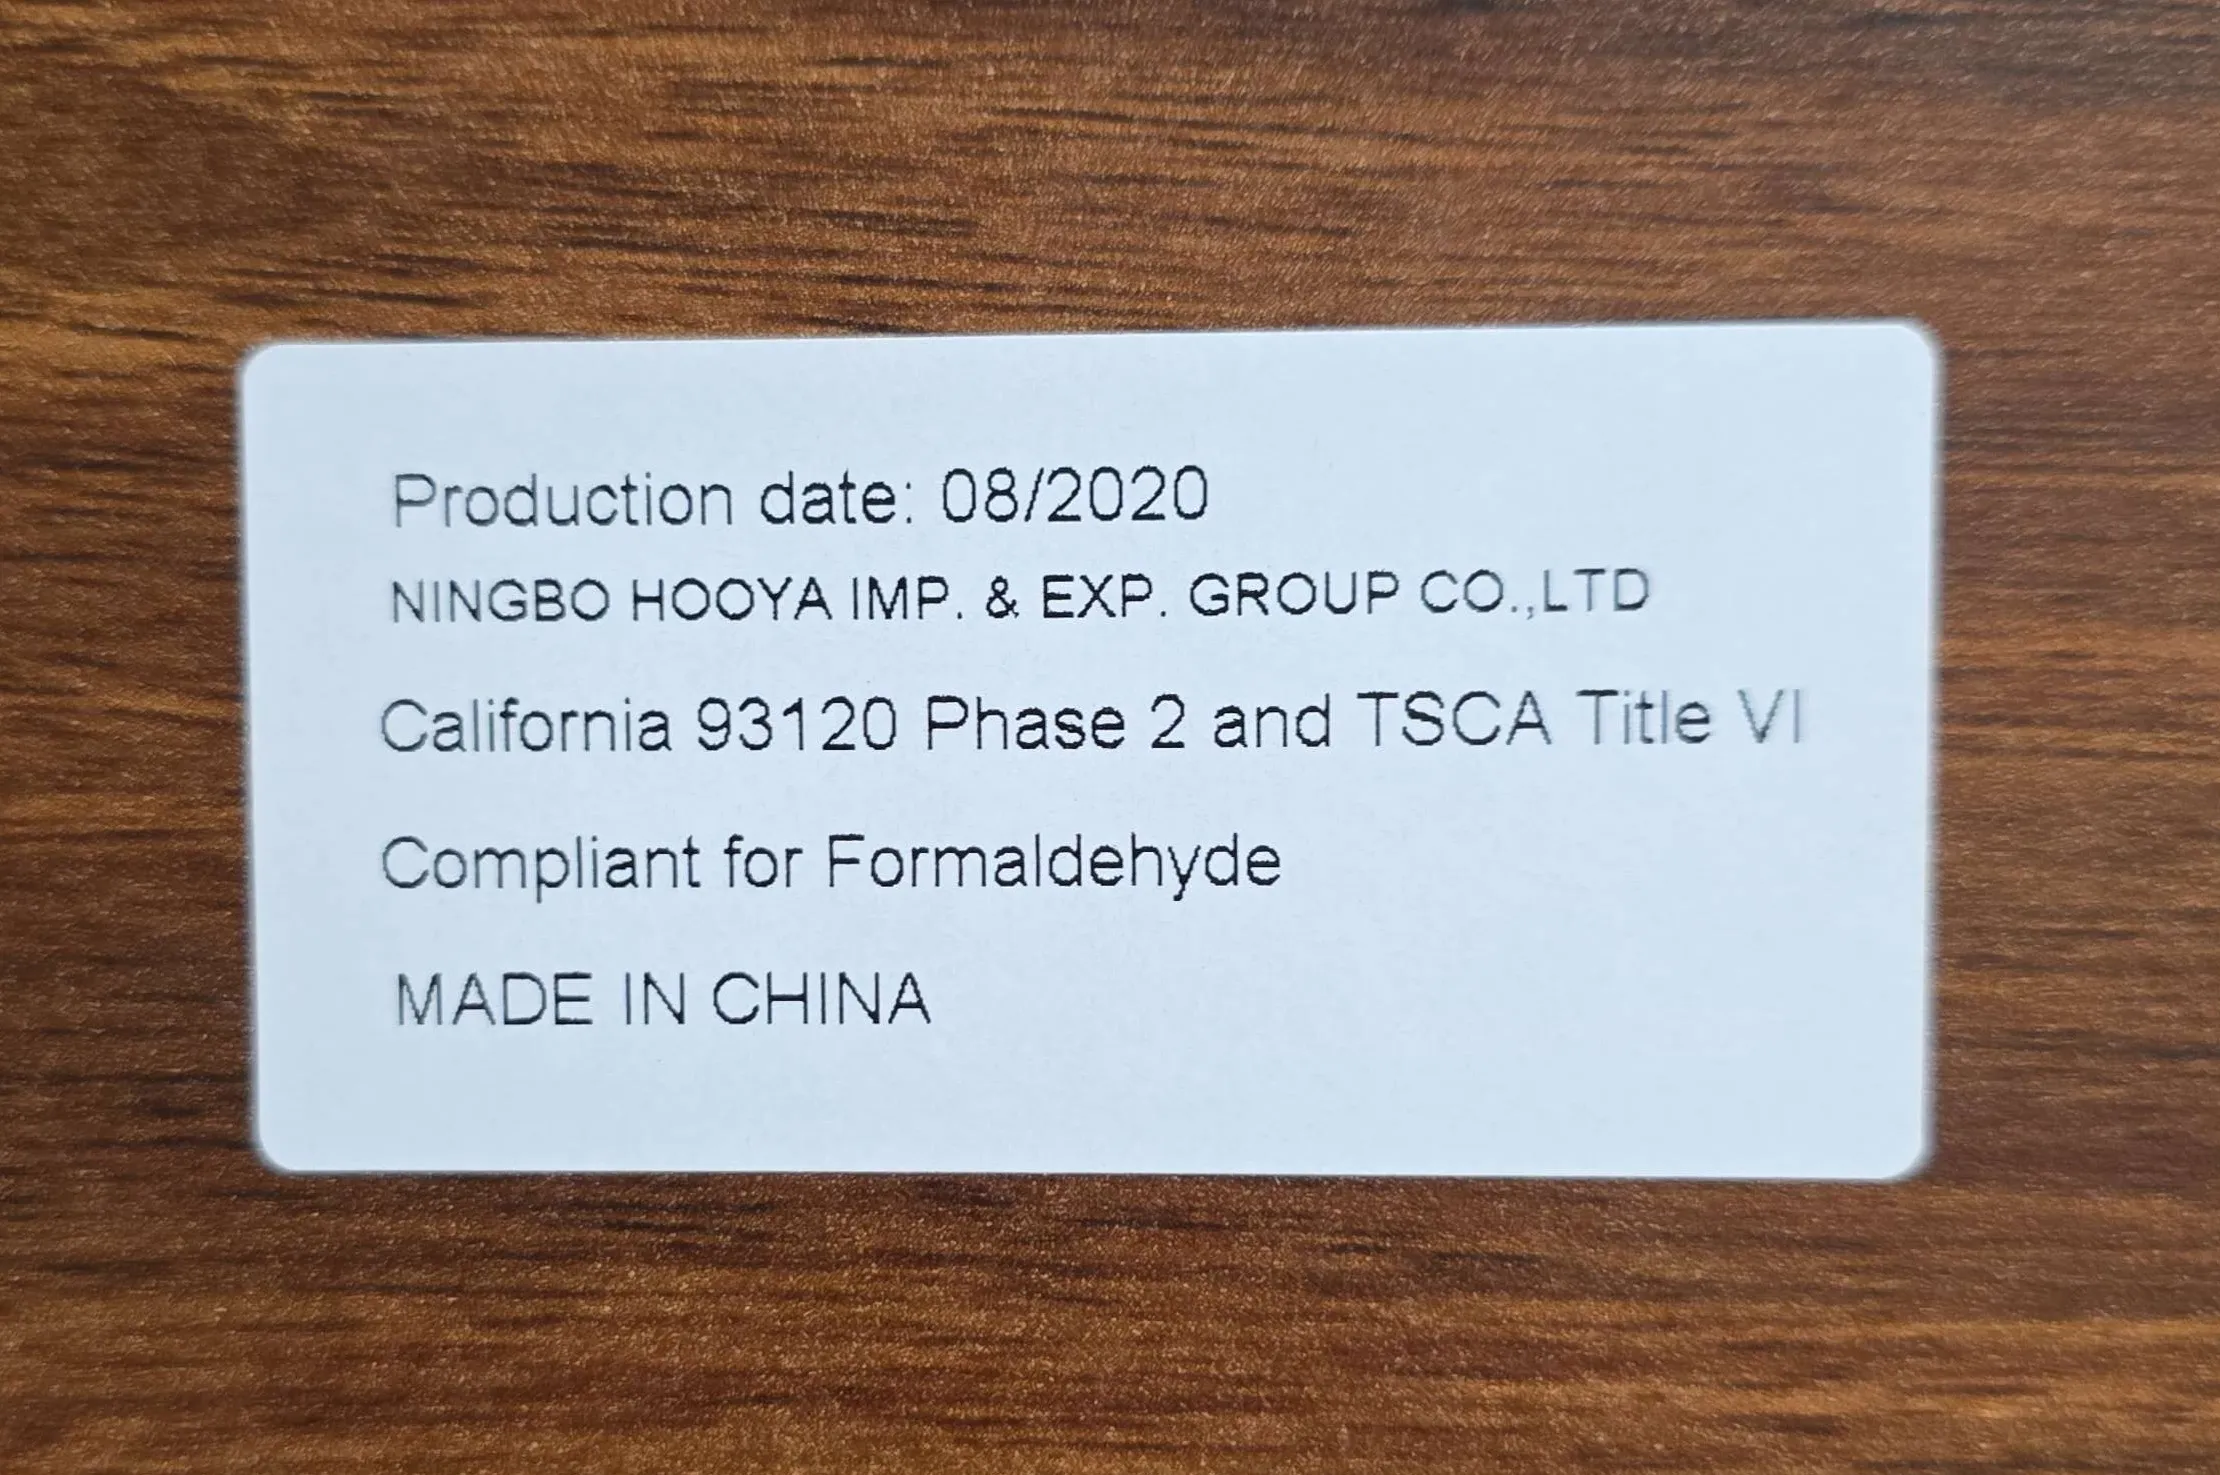 Production date: 08/2020
NINGBO HOOYA IMP. & EXP. GROUP CO.,LTD
California 93120 Phase 2 and TSCA Title VI
Compliant for Formaldehyde
MADE IN CHINA